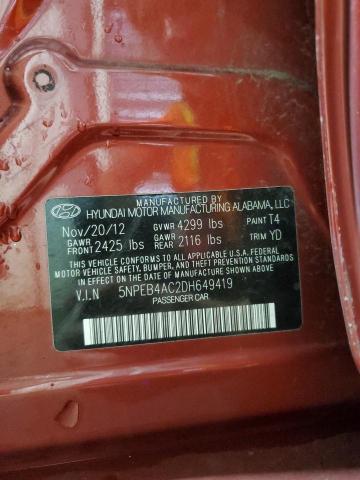 MANUFACTURED BY
HYUNDAI MOTOR MANUFACTURING ALABAMA, LLC
Nov/20/12 GVWR 4299 lbs PAINT T4
GAWR FRONT 2425 lbs GAWR REAR 2116 lbs TRIM YD
THIS VEHICLE CONFORMS TO ALL APPLICABLE U.S.A. FEDERAL
MOTOR VEHICLE SAFETY, BUMPER, AND THEFT PREVENTION STANDARDS
IN EFFECT ON THE DATE OF MANUFACTURE SHOWN ABOVE.
V.I.N 5NPEB4AC2DH649419
PASSENGER CAR